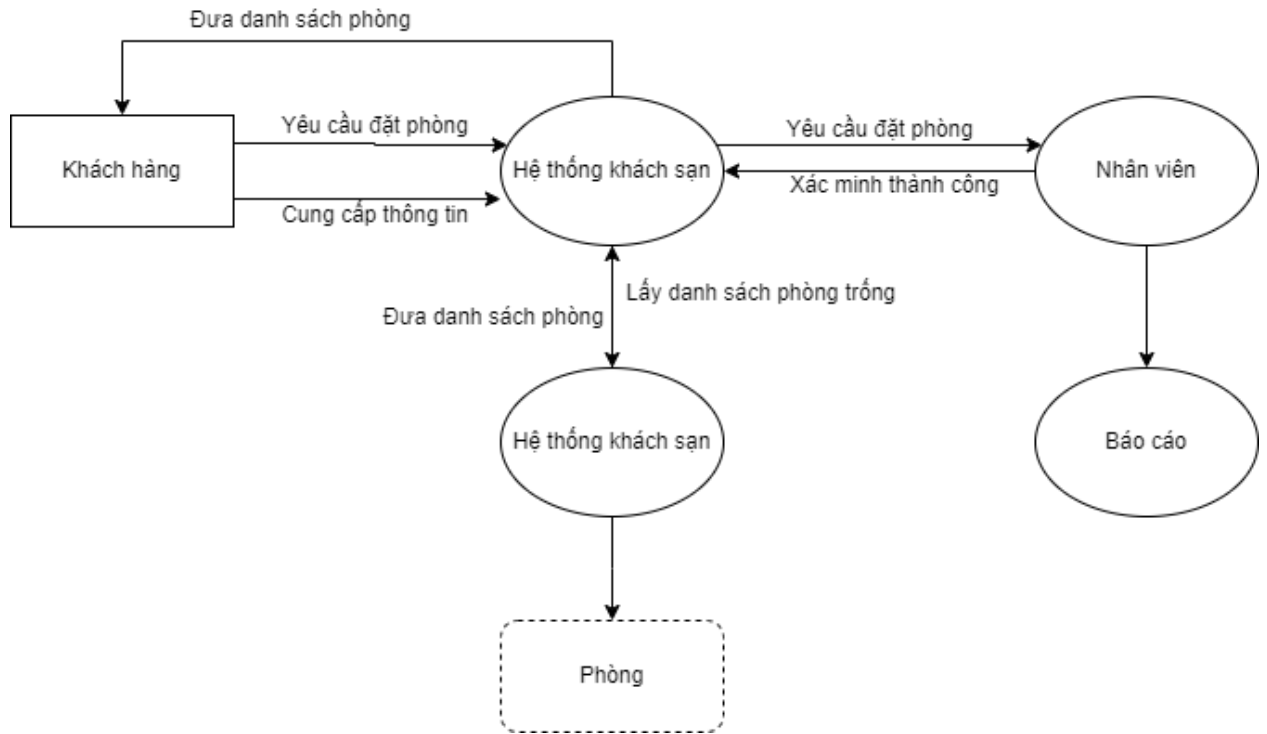 Đưa danh sách phòng
Yêu cầu đặt phòng
Yêu cầu đặt phòng
Khách hàng
Hệ thống khách sạn
Nhân viên
Xác minh thành công
Cung cấp thông tin
Lấy danh sách phòng trống
Đưa danh sách phòng
Hệ thống khách sạn
Báo cáo
Phòng